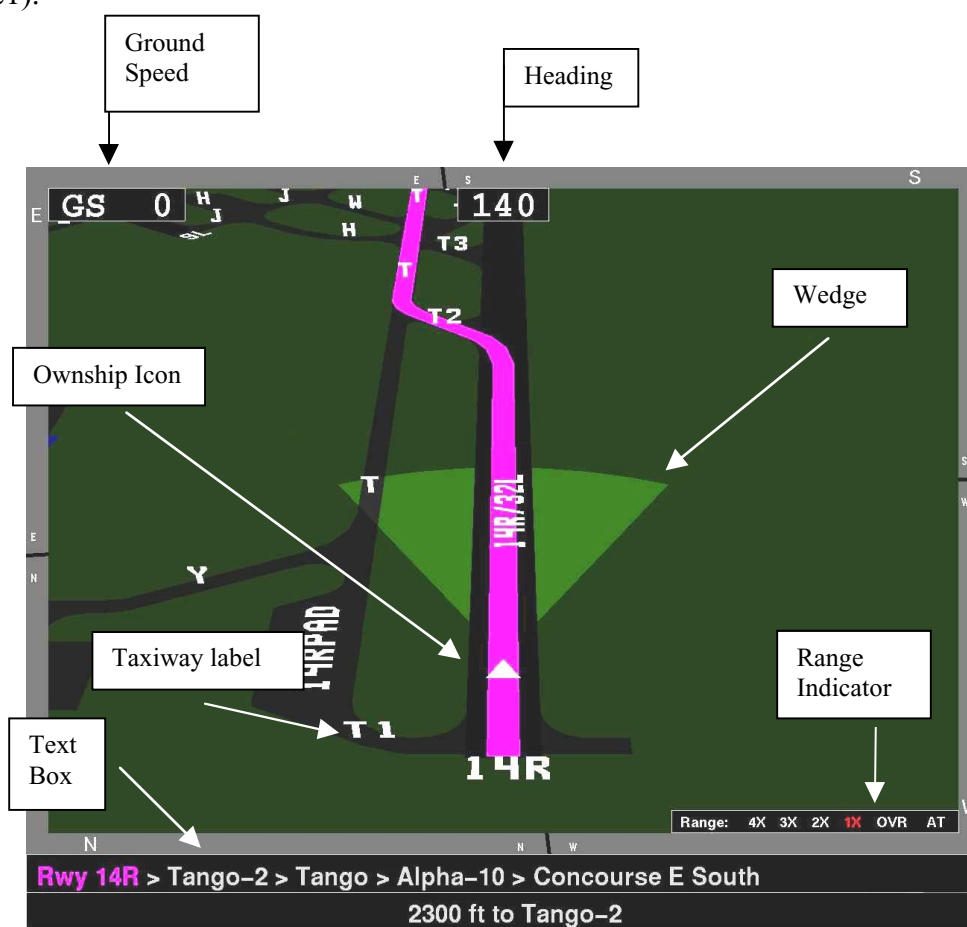 Ground
Speed
Heading
E S
S
E
GS 0
H
J
W
140
J
H
T
SL
T3
T
Wedge
T2
Ownship Icon
S
W
T
14R/32L
E
N
Y
14RPAD
Taxiway label
Range
Indicator
T1
Text
Box
14R
Range: 4X 3X 2X 1X OVR AT
N
N W
Rwy 14R > Tango-2 > Tango > Alpha-10 > Concourse E South
2300 ft to Tango-2